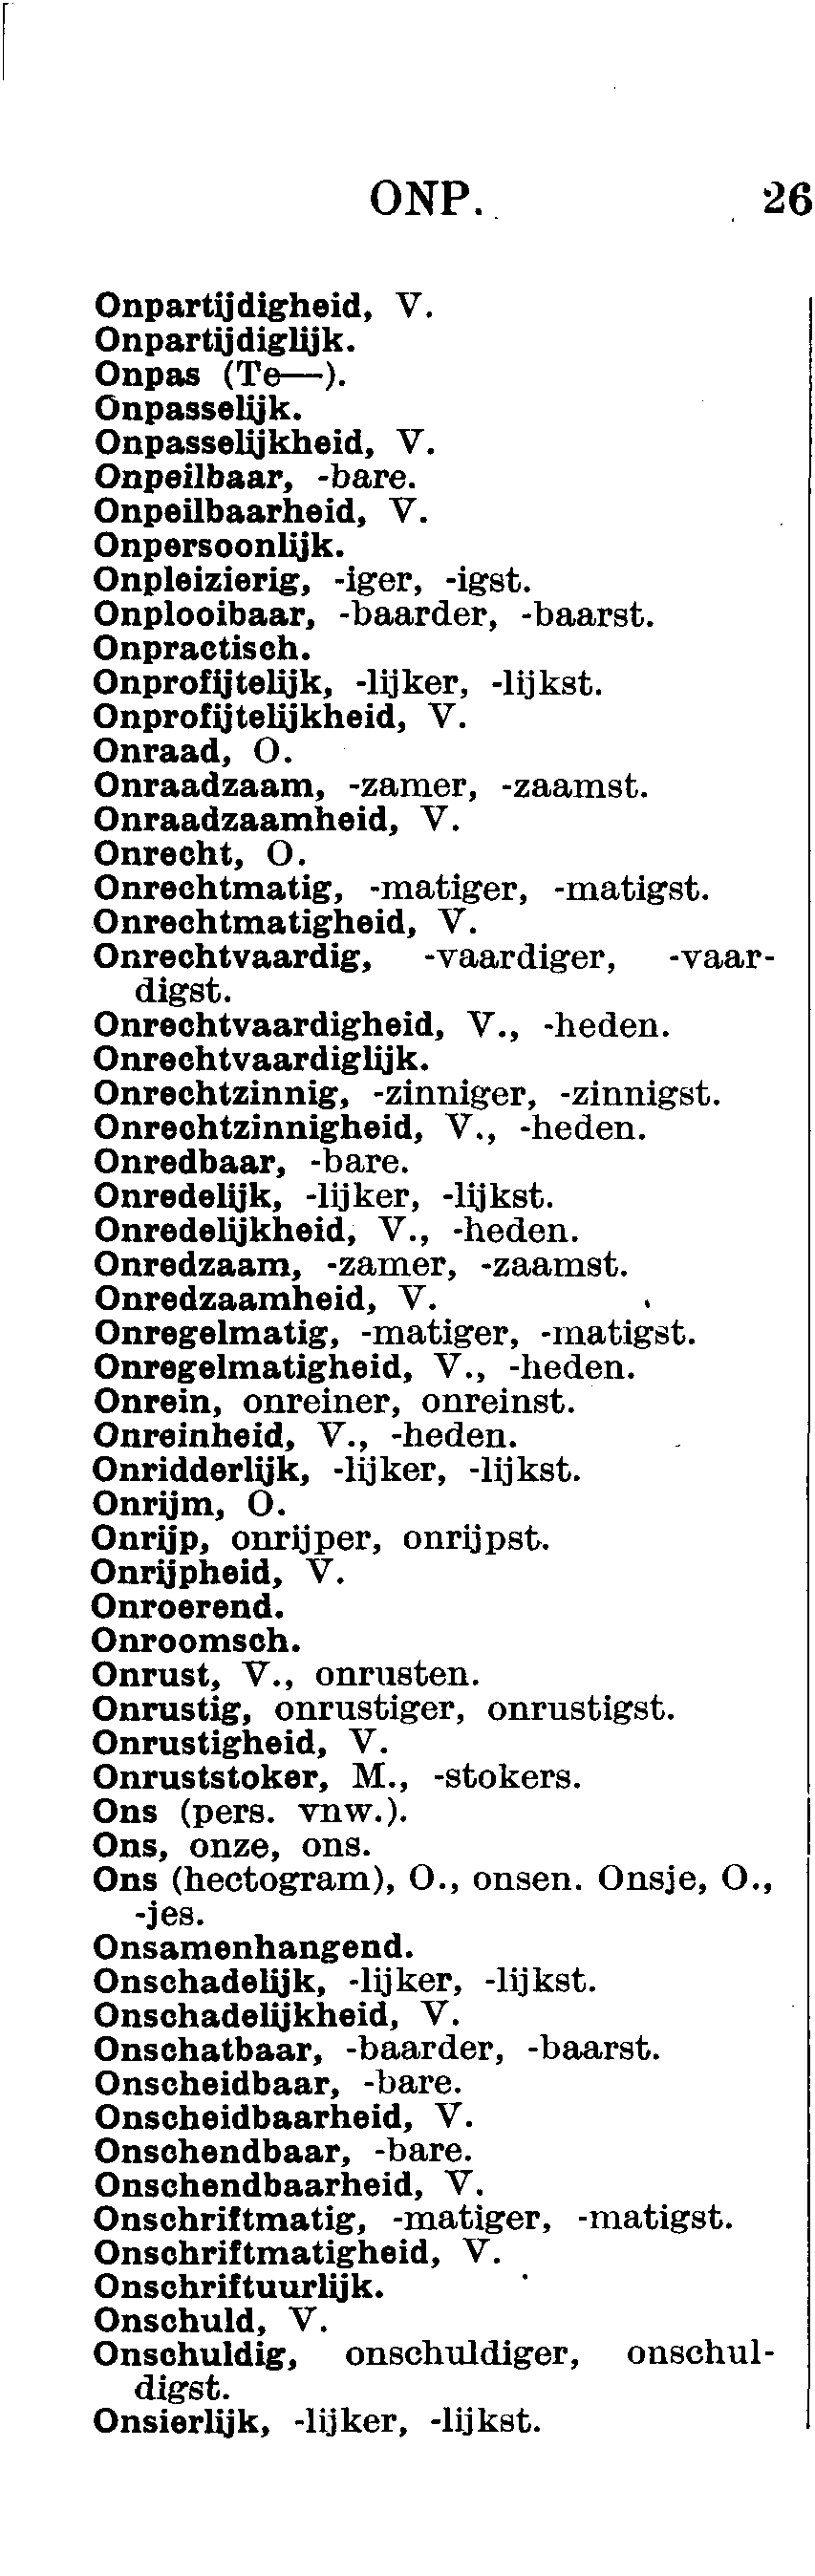 ONP. 26
Onpartijdigheid, V.
Onpartijdiglijk.
Onpas (Te—).
Onpasselijk.
Onpasselijkheid, V.
Onpeilbaar, -bare.
Onpeilbaarheid, V.
Onpersoonlijk.
Onpleizierig, -iger, -igst.
Onplooibaar, -baarder, -baarst.
Onpractisch.
Onprofijtelijk, -lijker, -lijkst.
Onprofijtelijkheid, V.
Onraad, O.
Onraadzaam, -zamer, -zaamst.
Onraadzaamheid, V.
Onrecht, O.
Onrechtmatig, -matiger, -matigst.
Onrechtmatigheid, V.
Onrechtvaardig, -vaardiger, -vaar-
digst.
Onrechtvaardigheid, V., -heden.
Onrechtvaardiglijk.
Onrechtzinnig, -zinniger, -zinnigst.
Onrechtzinnigheid, V., -heden.
Onredbaar, -bare.
Onredelijk, -lijker, -lijkst.
Onredelijkheid, V., -heden.
Onredzaam, -zamer, -zaamst.
Onredzaamheid, V.
Onregelmatig, -matiger, -matigst.
Onregelmatigheid, V., -heden.
Onrein, onreiner, onreinst.
Onreinheid, V., -heden.
Onridderlijk, -lijker, -lijkst.
Onrijm, O.
Onrijp, onrijper, onrijpst.
Onrijpheid, V.
Onroerend.
Onroomsch.
Onrust, V., onrusten.
Onrustig, onrustiger, onrustigst.
Onrustigheid, V.
Onruststoker, M., -stokers.
Ons (pers. vnw.).
Ons, onze, ons.
Ons (hectogram), O., onsen. Onsje, O.,
-jes.
Onsamenhangend.
Onschadelijk, -lijker, -lijkst.
Onschadelijkheid, V.
Onschatbaar, -baarder, -baarst.
Onscheidbaar, -bare.
Onscheidbaarheid, V.
Onschendbaar, -bare.
Onschendbaarheid, V.
Onschriftmatig, -matiger, -matigst.
Onschriftmatigheid, V.
Onschriftuurlijk.
Onschuld, V.
Onschuldig, onschuldiger, onschul-
digst.
Onsierlijk, -lijker, -lijkst.